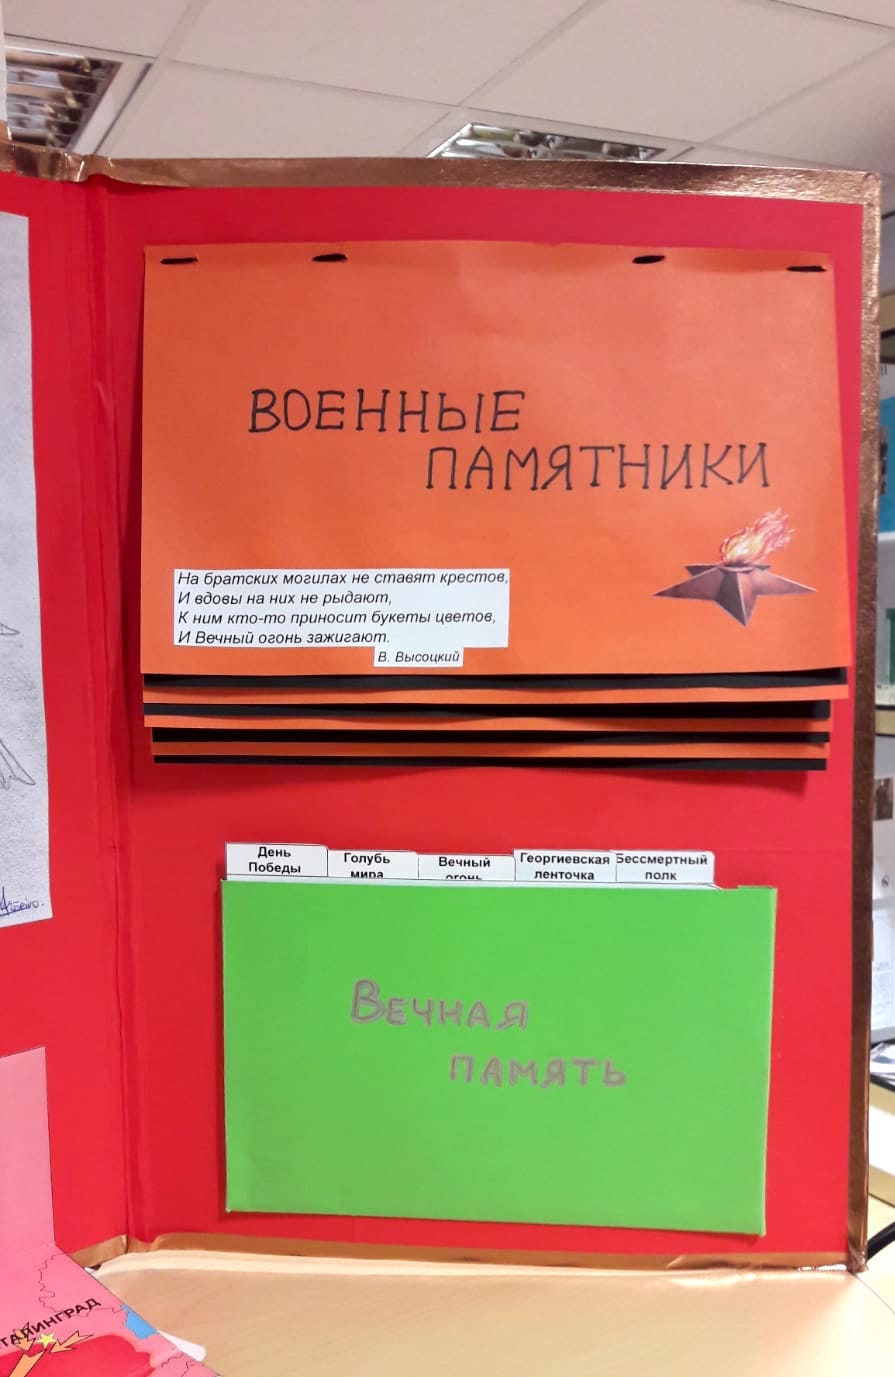 ВОЕННЫЕ
ПАМЯТНИКИ
На братских могилах не ставят крестов,
И вдовы на них не рыдают,
К ним кто-то приносит букеты цветов,
И Вечный огонь зажигают.
В. Высоцкий
День
Победы
Голубь
мира
Вечный
огонь
Георгиевская
ленточка
Бессмертный
полк
Вечная
память